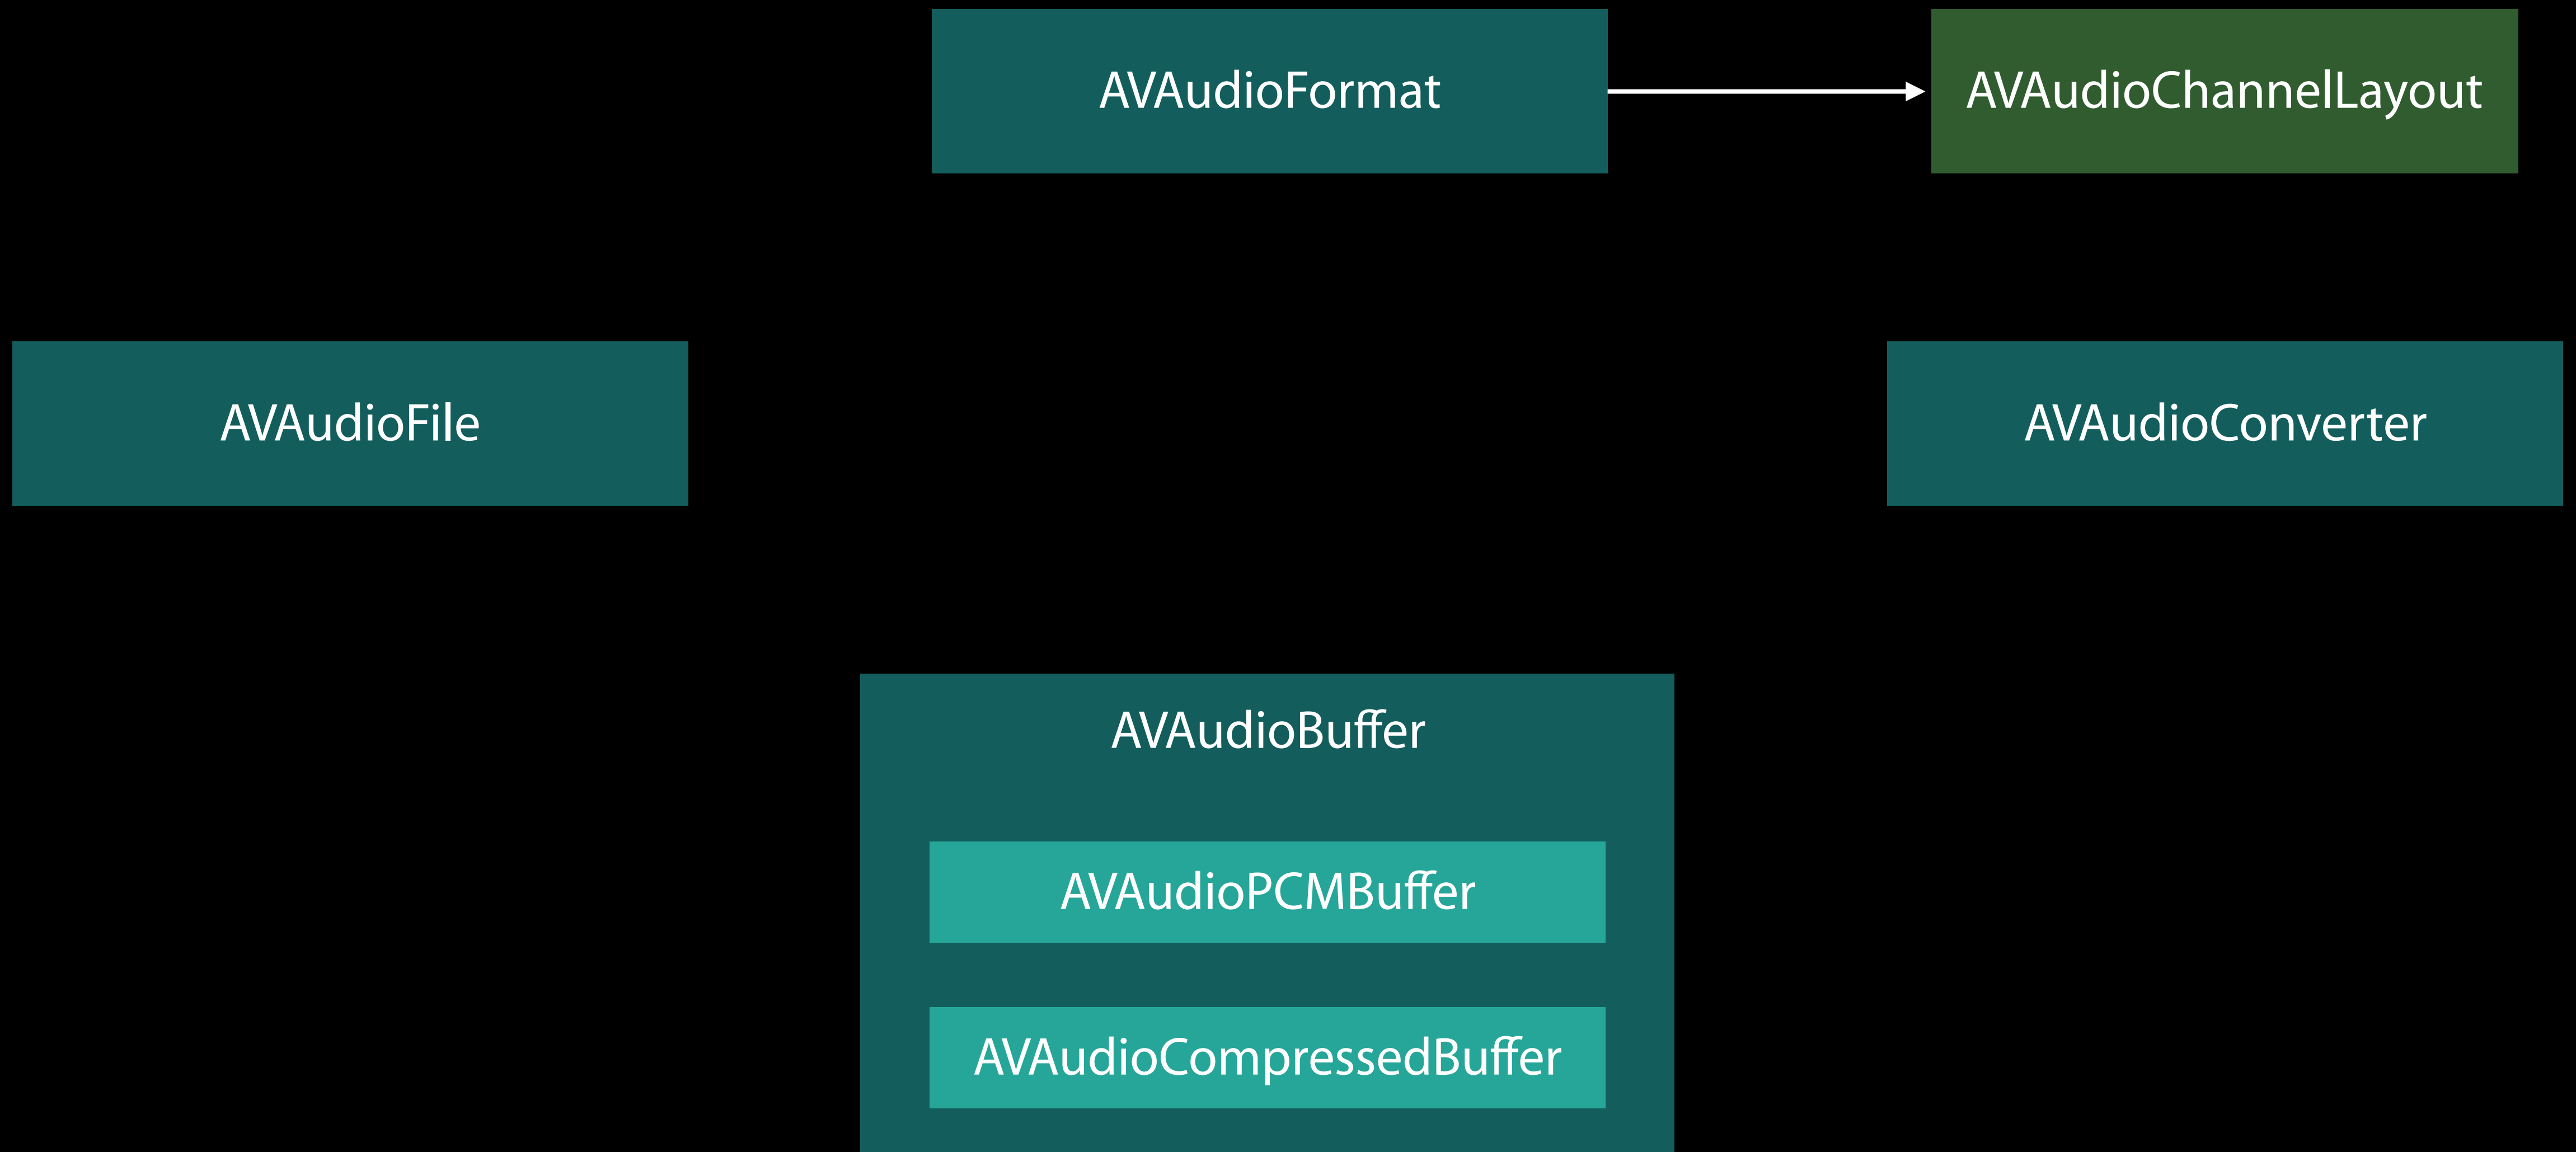 AVAudioFormat
AVAudioChannelLayout
AVAudioFile
AVAudioConverter
AVAudioBuffer
AVAudioPCMBuffer
AVAudioCompressedBuffer